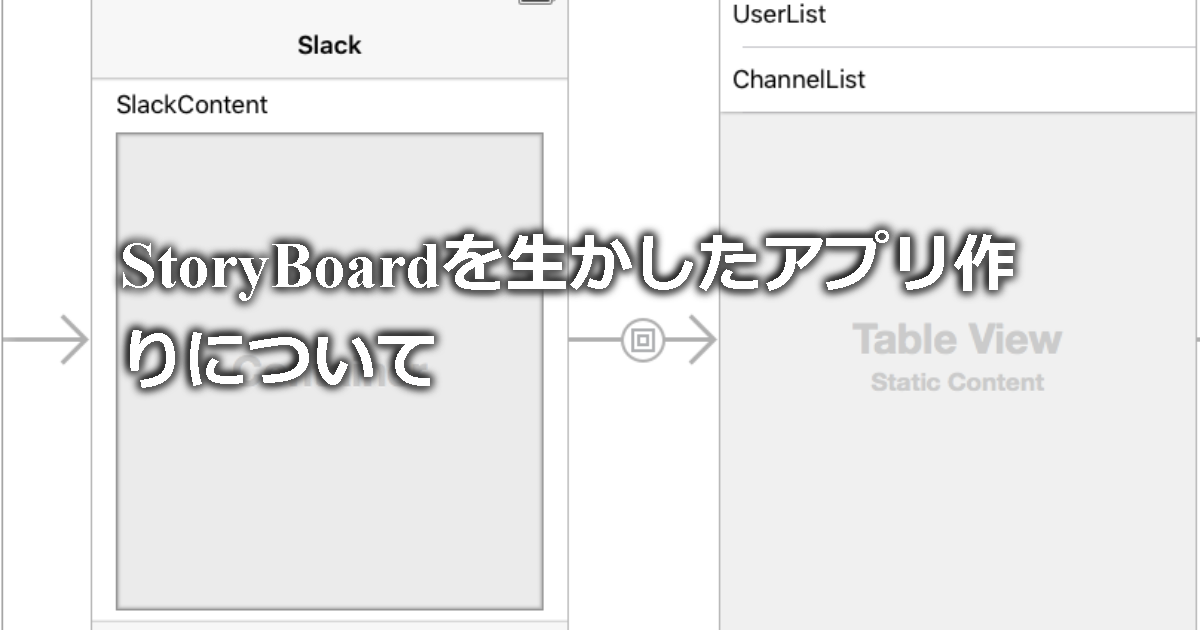 UserList
Slack
ChannelList
SlackContent
StoryBoardを生かしたアプリ作
りについて
Table View
Static Content